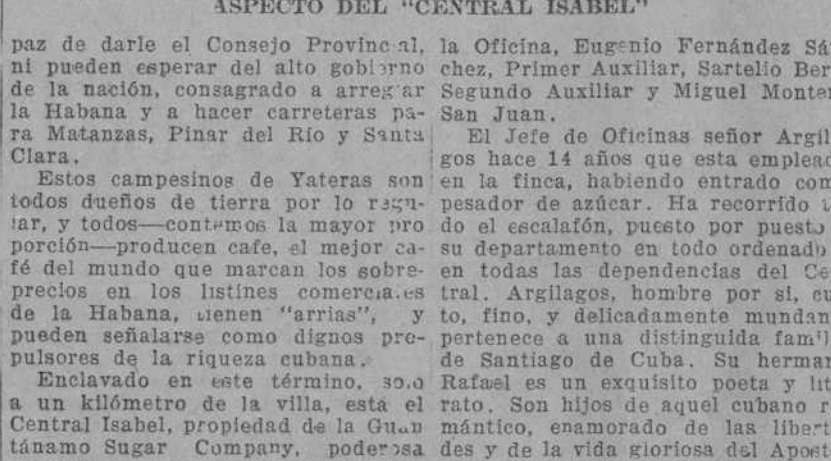 ASPECTO DEL "CENTRAL ISABEL"
paz de darle el Consejo Provincial,
ni pueden esperar del alto gobierno
de la nación, consagrado a arreglar
la Habana y a hacer carreteras pa-
ra Matanzas, Pinar del Río y Santa
Clara.
Estos campesinos de Yateras son
todos dueños de tierra por lo regu-
lar, y todos—contemos la mayor pro
porción—producen cafe, el mejor ca-
fé del mundo que marcan los sobre-
precios en los listines comerciales
de la Habana, tienen "arrias", y
pueden señalarse como dignos pro-
pulsores de la riqueza cubana.
Enclavado en este término, solo
a un kilómetro de la villa, está el
Central Isabel, propiedad de la Guan
tánamo Sugar Company, poderosa
la Oficina, Eugenio Fernández Sá
chez, Primer Auxiliar, Sartelio Ber
Segundo Auxiliar y Miguel Monte
San Juan.
El Jefe de Oficinas señor Argil
gos hace 14 años que esta emplead
en la finca, habiendo entrado com
pesador de azúcar. Ha recorrido
do el escalafón, puesto por puesto
su departamento en todo ordenado
en todas las dependencias del Ce
tral. Argilagos, hombre por si, cu
to, fino, y delicadamente mundan
pertenece a una distinguida famil
de Santiago de Cuba. Su herman
Rafael es un exquisito poeta y lit
rato. Son hijos de aquel cubano r
mántico, enamorado de las libert
des y de la vida gloriosa del Apost